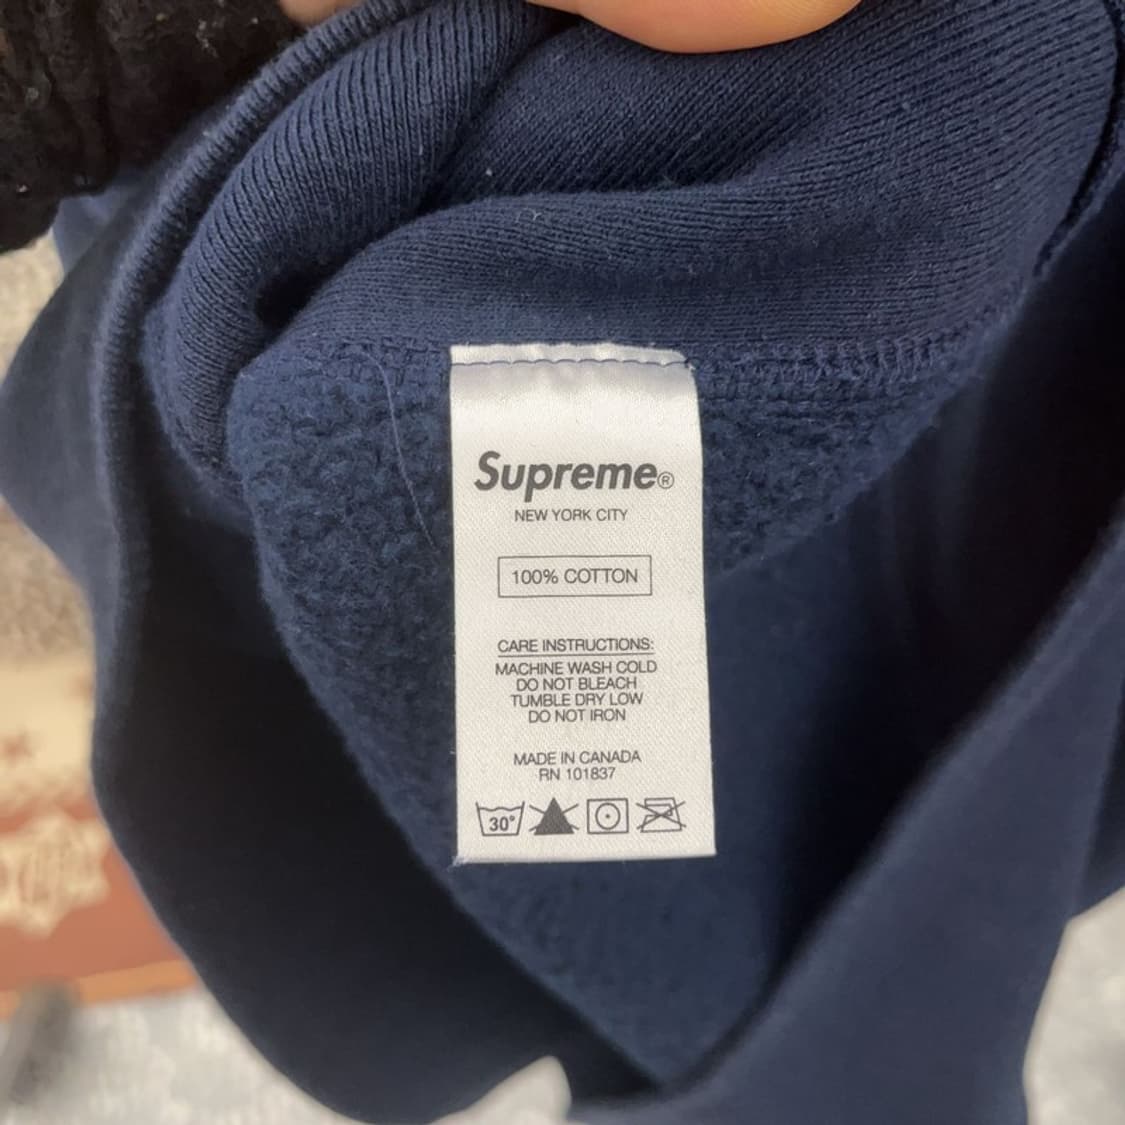 Supreme®
NEW YORK CITY
100% COTTON
CARE INSTRUCTIONS:
MACHINE WASH COLD
DO NOT BLEACH
TUMBLE DRY LOW
DO NOT IRON
MADE IN CANADA
RN 101837
30°